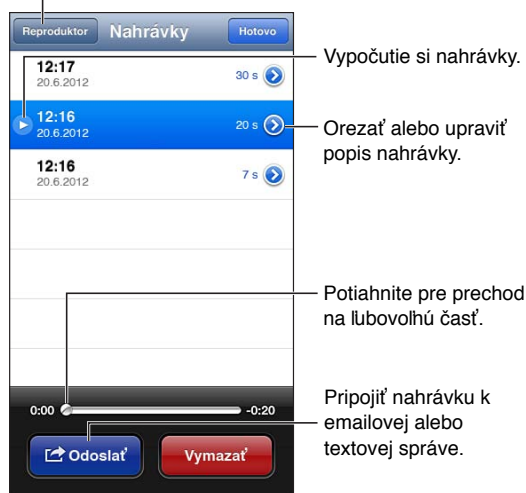 Reproduktor
Nahrávky
Hotovo
12:17
20.6.2012
30 s
Vypočutie si nahrávky.
12:16
20.6.2012
20 s
Orezať alebo upraviť
popis nahrávky.
12:16
20.6.2012
7 s
Potiahnite pre prechod
na ľubovoľnú časť.
0:00
-0:20
Pripojiť nahrávku k
emailovej alebo
textovej správe.
Odoslať
Vymazať